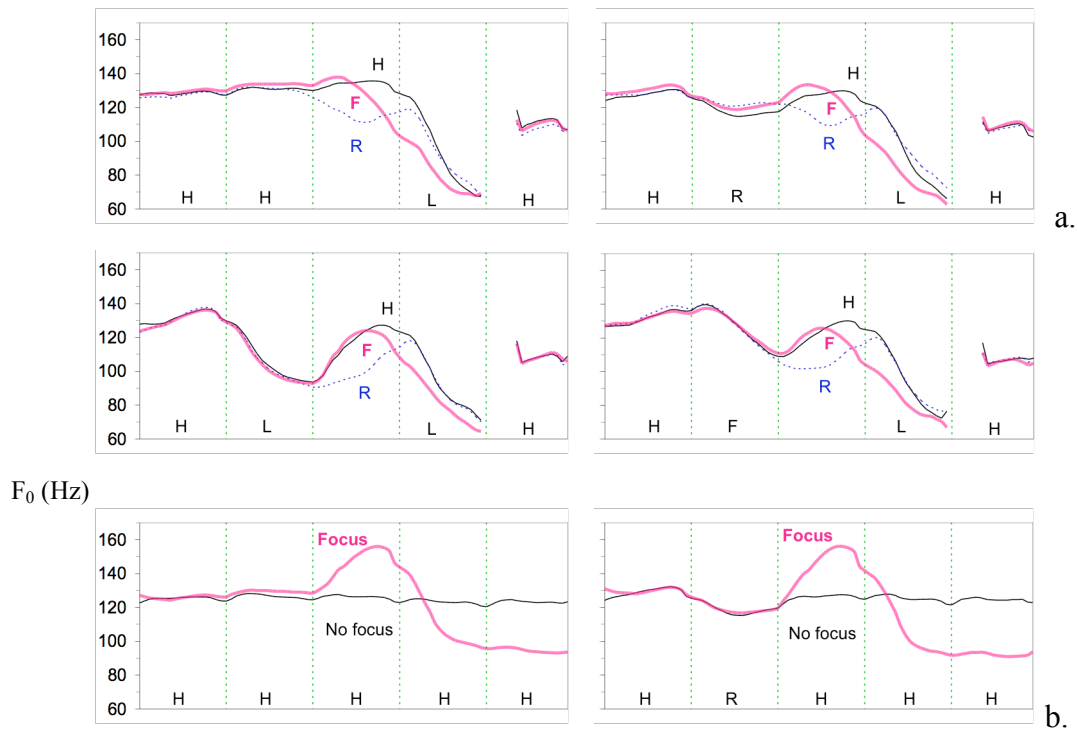 160
140 H H
120 F F
100 R R
80
60 H H L H H R L H a.
160
140 H H
120 F F
100 R R
80
60 H L L H H F L H
F₀ (Hz)
160 Focus Focus
140
120
100 No focus No focus
80
60 H H H H H H R H H H b.